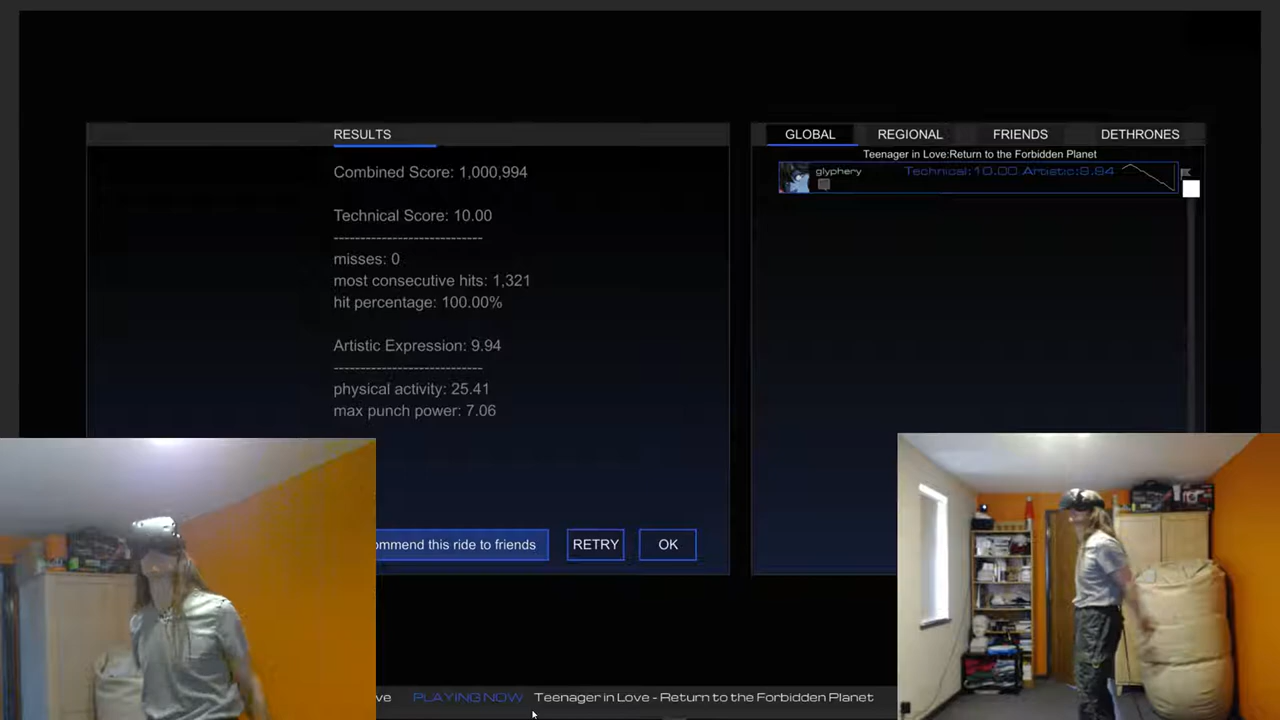 RESULTS
Combined Score: 1,000,994
Technical Score: 10.00
----------------------------
misses: 0
most consecutive hits: 1,321
hit percentage: 100.00%
Artistic Expression: 9.94
----------------------------
physical activity: 25.41
max punch power: 7.06
ommend this ride to friends
RETRY
OK
GLOBAL REGIONAL FRIENDS DETHRONES
Teenager in Love:Return to the Forbidden Planet
glyphery Technical:10.00 Artistic:9.94
ve PLAYING NOW Teenager in Love - Return to the Forbidden Planet